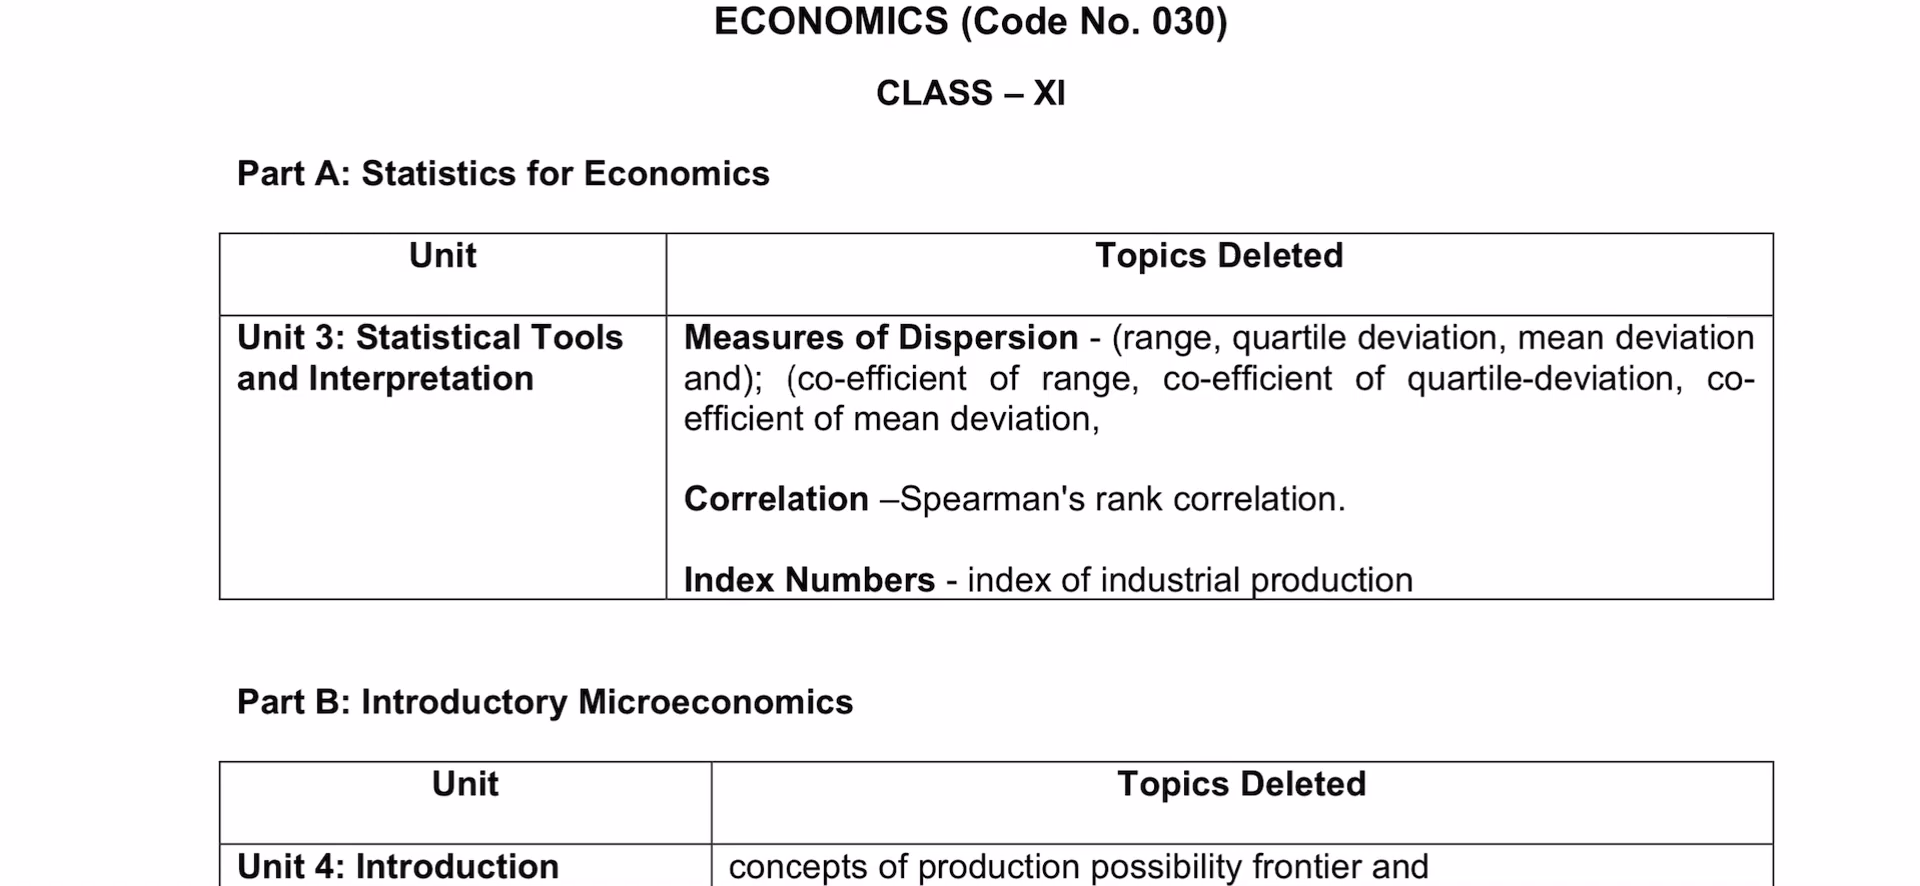 ECONOMICS (Code No. 030)
CLASS – XI
Part A: Statistics for Economics
Unit
Topics Deleted
Unit 3: Statistical Tools
and Interpretation
Measures of Dispersion - (range, quartile deviation, mean deviation
and); (co-efficient of range, co-efficient of quartile-deviation, co-
efficient of mean deviation,
Correlation –Spearman's rank correlation.
Index Numbers - index of industrial production
Part B: Introductory Microeconomics
Unit
Topics Deleted
Unit 4: Introduction
concepts of production possibility frontier and